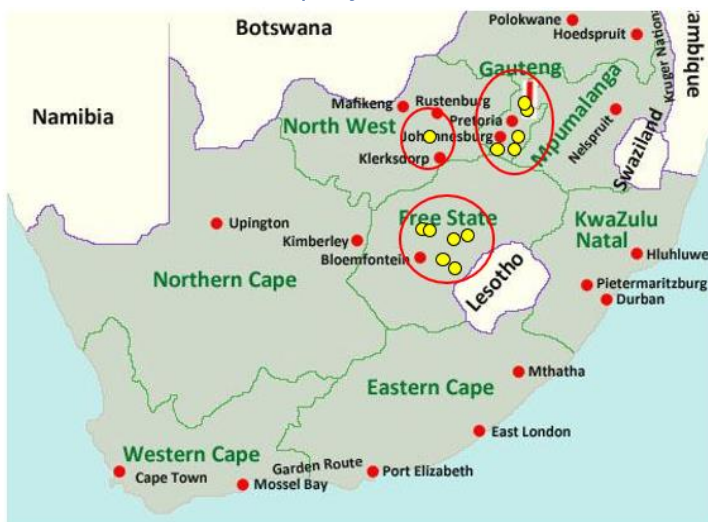 Botswana
Polokwane
Hoedspruit
Kruger Nation
ambique
Gauteng
Namibia
Mafikeng
Rustenburg
North West
Pretoria
Mpumalanga
Johannesburg
Nelspruit
Klerksdorp
Swaziland
Free State
KwaZulu
Natal
Upington
Kimberley
Bloemfontein
Hluhluwe
Northern Cape
Lesotho
Pietermaritzburg
Durban
Mthatha
Eastern Cape
East London
Western Cape
Garden Route
Cape Town
Port Elizabeth
Mossel Bay